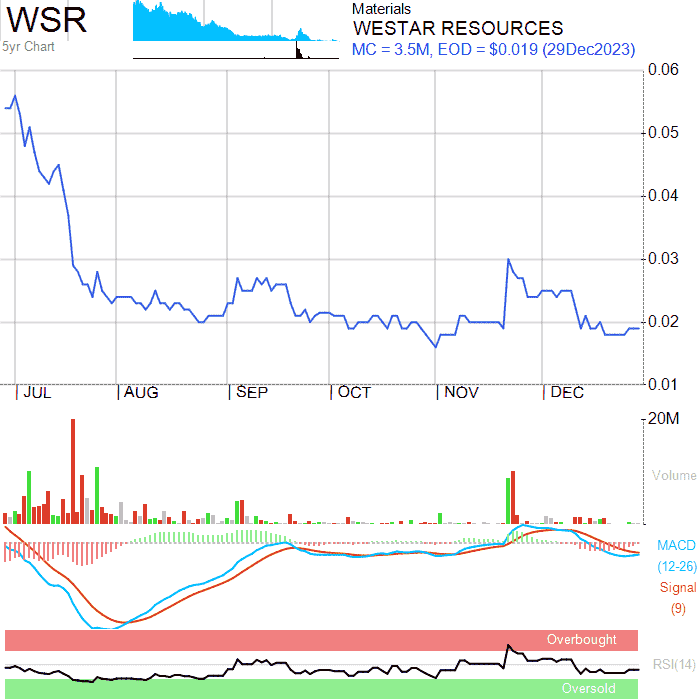 WSR
5yr Chart
Materials
WESTAR RESOURCES
MC = 3.5M, EOD = $0.019 (29Dec2023)
0.06
0.05
0.04
0.03
0.02
0.01
JUL AUG SEP OCT NOV DEC
20M
Volume
MACD
(12-26)
Signal
(9)
Overbought
RSI(14)
Oversold